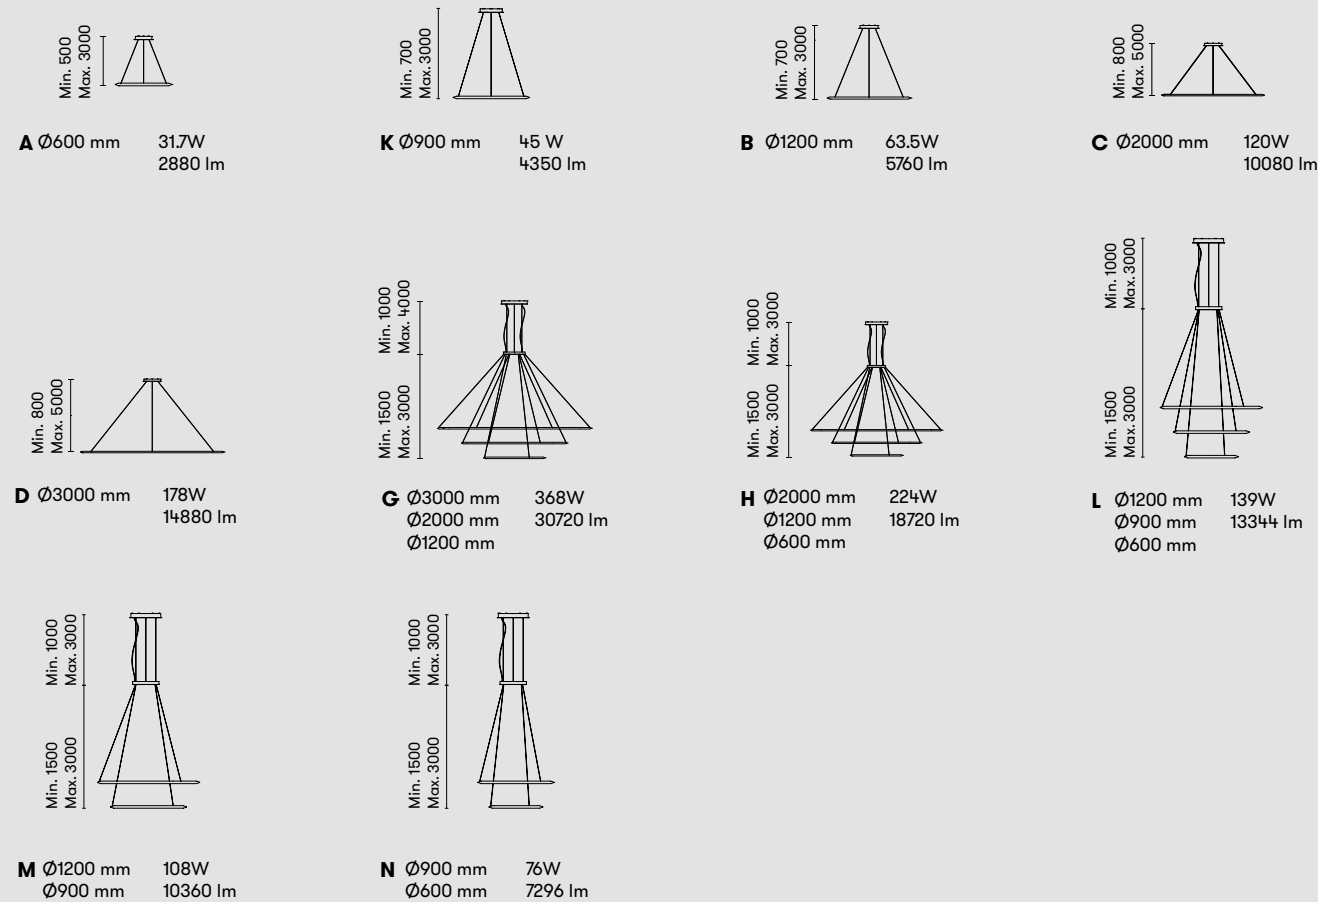 Min. 500
Max. 3000
A Ø600 mm 31.7W
2880 lm
Min. 700
Max. 3000
K Ø900 mm 45 W
4350 lm
Min. 700
Max. 3000
B Ø1200 mm 63.5W
5760 lm
Min. 800
Max. 5000
C Ø2000 mm 120W
10080 lm
Min. 800
Max. 5000
D Ø3000 mm 178W
14880 lm
Min. 1000
Max. 4000
Min. 1500
Max. 3000
G Ø3000 mm 368W
Ø2000 mm 30720 lm
Ø1200 mm
Min. 1000
Max. 3000
Min. 1500
Max. 3000
H Ø2000 mm 224W
Ø1200 mm 18720 lm
Ø600 mm
Min. 1000
Max. 3000
Min. 1500
Max. 3000
L Ø1200 mm 139W
Ø900 mm 13344 lm
Ø600 mm
Min. 1000
Max. 3000
Min. 1500
Max. 3000
M Ø1200 mm 108W
Ø900 mm 10360 lm
Min. 1000
Max. 3000
Min. 1500
Max. 3000
N Ø900 mm 76W
Ø600 mm 7296 lm